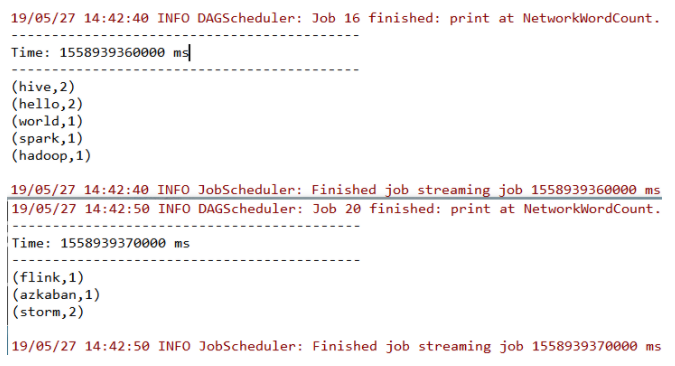 19/05/27 14:42:40 INFO DAGScheduler: Job 16 finished: print at NetworkWordCount.
-------------------------------------------
Time: 1558939360000 ms
-------------------------------------------
(hive,2)
(hello,2)
(world,1)
(spark,1)
(hadoop,1)
19/05/27 14:42:40 INFO JobScheduler: Finished job streaming job 1558939360000 ms
19/05/27 14:42:50 INFO DAGScheduler: Job 20 finished: print at NetworkWordCount.
-------------------------------------------
Time: 1558939370000 ms
-------------------------------------------
(flink,1)
(azkaban,1)
(storm,2)
19/05/27 14:42:50 INFO JobScheduler: Finished job streaming job 1558939370000 ms